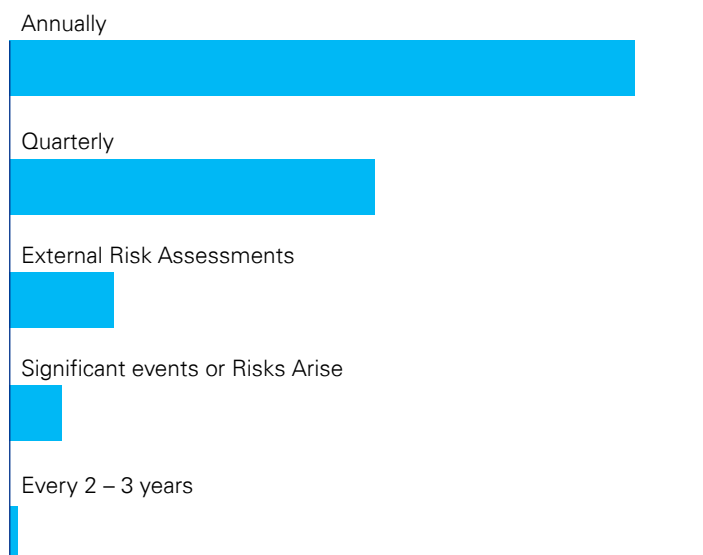 Annually
Quarterly
External Risk Assessments
Significant events or Risks Arise
Every 2 – 3 years